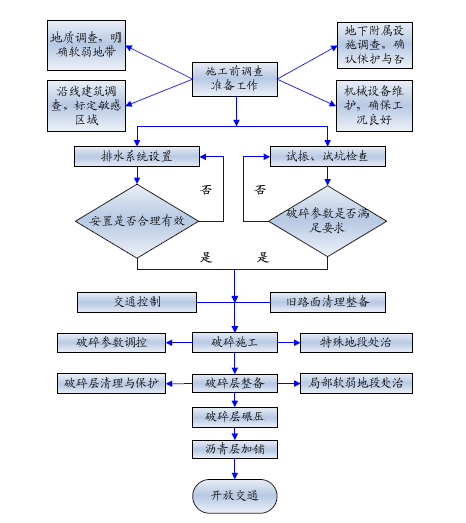 地质调查，明
确软弱地带
地下附属设
施调查，确
认保护与否
施工前调查
准备工作
沿线建筑调
查，标定敏感
区域
机械设备维
护，确保工
况良好
排水系统设置
试振、试坑检查
否
否
安置是否合理有效
破碎参数是否满
足要求
是
是
交通控制
旧路面清理整备
破碎参数调控
破碎施工
特殊地段处治
破碎层清理与保护
破碎层整备
局部软弱地段处治
破碎层碾压
沥青层加铺
开放交通